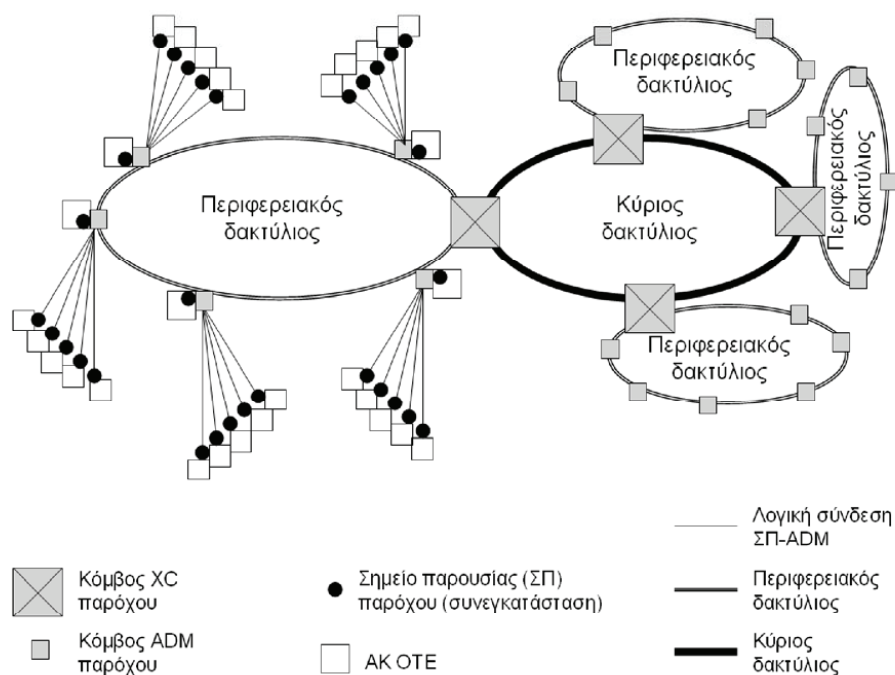 Περιφερειακός
δακτύλιος
Περιφερειακός
δακτύλιος
Κύριος
δακτύλιος
Περιφερειακός
δακτύλιος
Περιφερειακός
δακτύλιος
Κόμβος XC
παρόχου
Κόμβος ADM
παρόχου
Σημείο παρουσίας (ΣΠ)
παρόχου (συνεγκατάσταση)
ΑΚ ΟΤΕ
Λογική σύνδεση
ΣΠ-ADM
Περιφερειακός
δακτύλιος
Κύριος
δακτύλιος